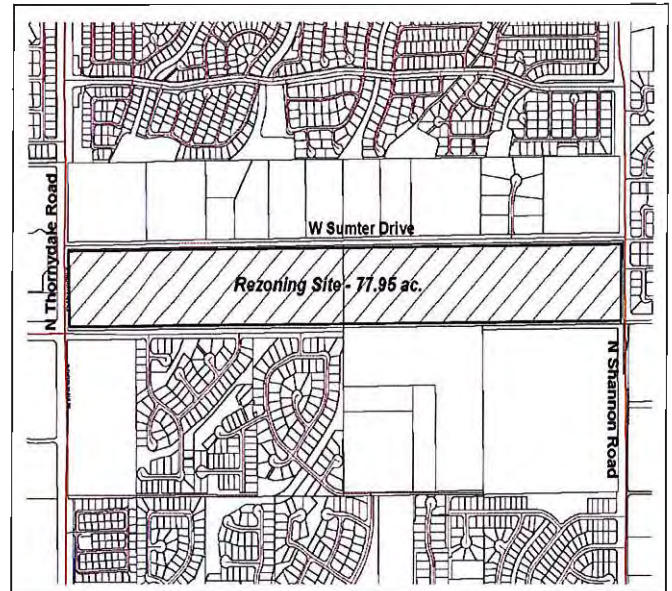 W Sumter Drive
N Thornydale Road
Rezoning Site - 77.95 ac.
N Shannon Road